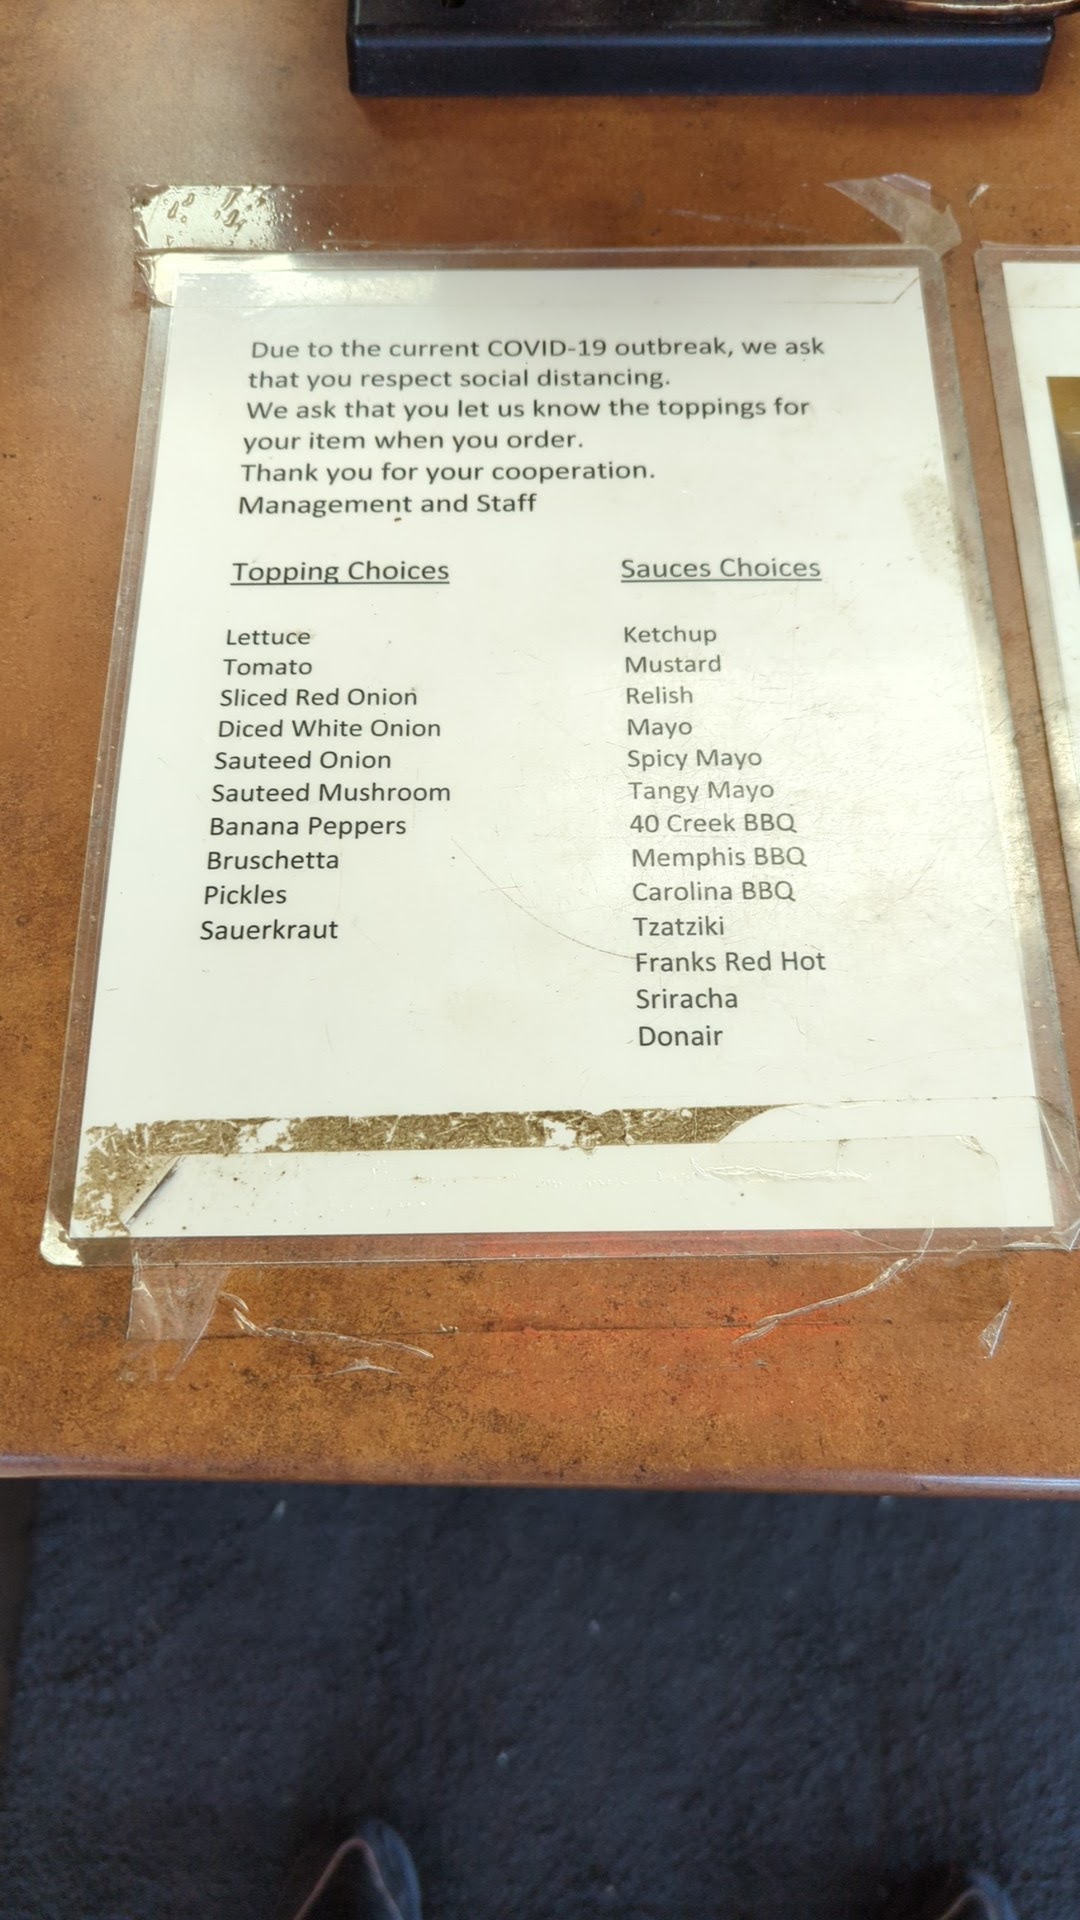 Due to the current COVID-19 outbreak, we ask
that you respect social distancing.
We ask that you let us know the toppings for
your item when you order.
Thank you for your cooperation.
Management and Staff
Topping Choices
Lettuce
Tomato
Sliced Red Onion
Diced White Onion
Sauteed Onion
Sauteed Mushroom
Banana Peppers
Bruschetta
Pickles
Sauerkraut
Sauces Choices
Ketchup
Mustard
Relish
Mayo
Spicy Mayo
Tangy Mayo
40 Creek BBQ
Memphis BBQ
Carolina BBQ
Tzatziki
Franks Red Hot
Sriracha
Donair